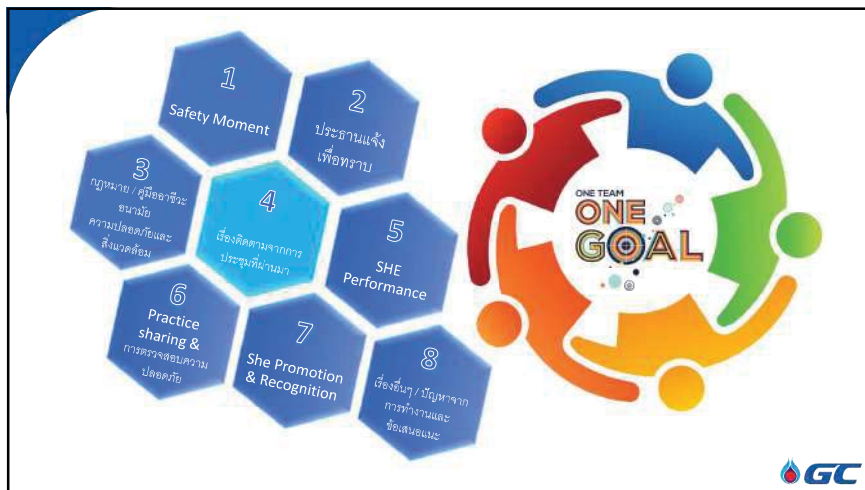 1
Safety Moment
2
ประธานแจ้ง
เพื่อทราบ
3
กฎหมาย / คู่มืออาชีวะ
อนามัย
ความปลอดภัยและ
สิ่งแวดล้อม
4
เรื่องติดตามจากการ
ประชุมที่ผ่านมา
5
SHE
Performance
6
Practice
sharing &
การตรวจสอบความ
ปลอดภัย
7
She Promotion
& Recognition
8
เรื่องอื่นๆ / ปัญหาจาก
การทำงานและ
ข้อเสนอแนะ
ONE TEAM
ONE
GOAL
GC